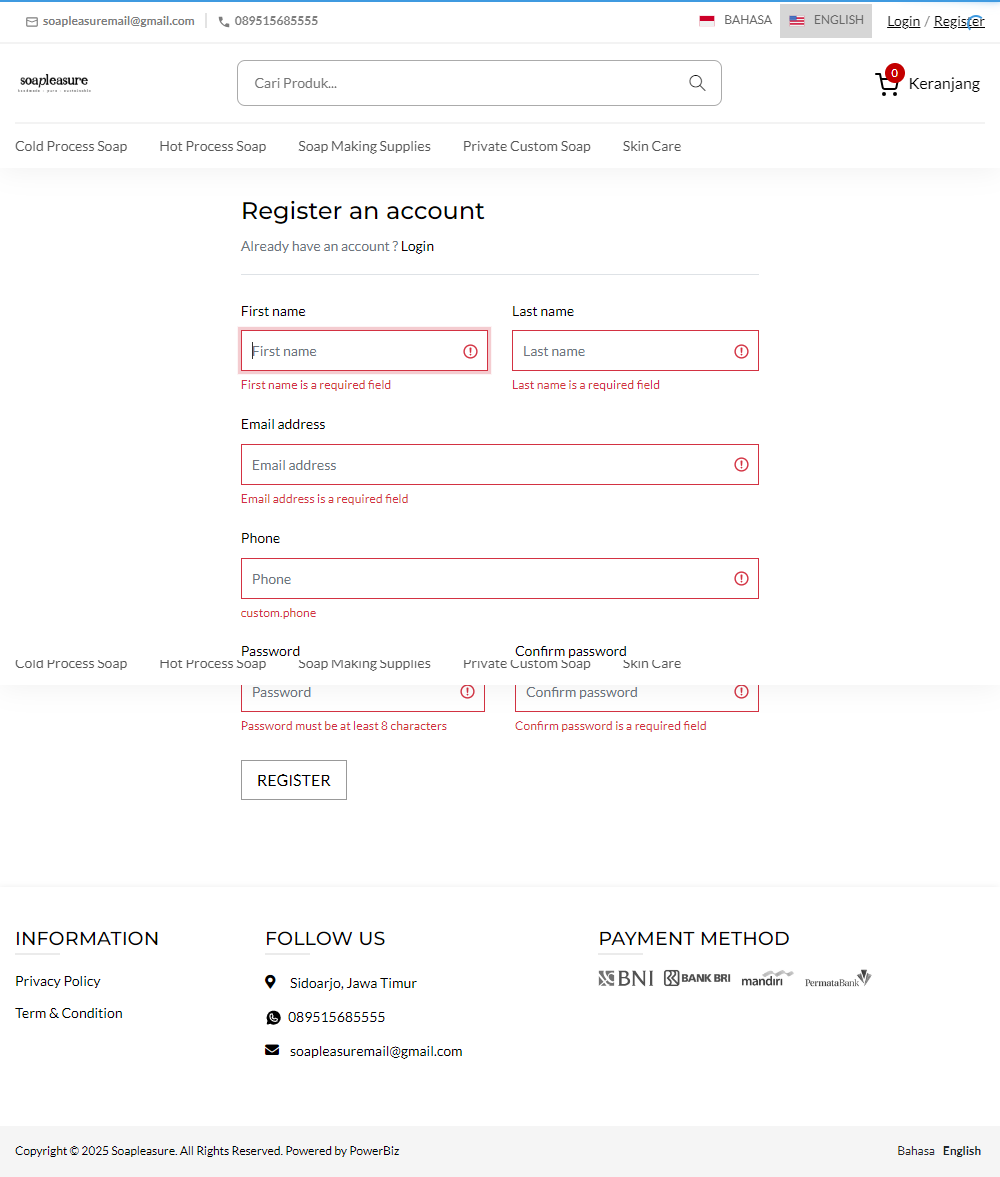 soapleasuremail@gmail.com 089515685555 BAHASA ENGLISH Login / Register
soapleasure
handmade · pure · sustainable
Cari Produk...
0
Keranjang
Cold Process Soap Hot Process Soap Soap Making Supplies Private Custom Soap Skin Care
Register an account
Already have an account ? Login
First name Last name
First name Last name
First name is a required field Last name is a required field
Email address
Email address
Email address is a required field
Phone
Phone
custom.phone
Password Confirm password
Cold Process Soap Hot Process Soap Soap Making Supplies Private Custom Soap Skin Care
Password Confirm password
Password must be at least 8 characters Confirm password is a required field
REGISTER
INFORMATION FOLLOW US PAYMENT METHOD
Privacy Policy Sidoarjo, Jawa Timur BNI BANK BRI mandiri PermataBank
Term & Condition 089515685555
soapleasuremail@gmail.com
Copyright © 2025 Soapleasure. All Rights Reserved. Powered by PowerBiz Bahasa English